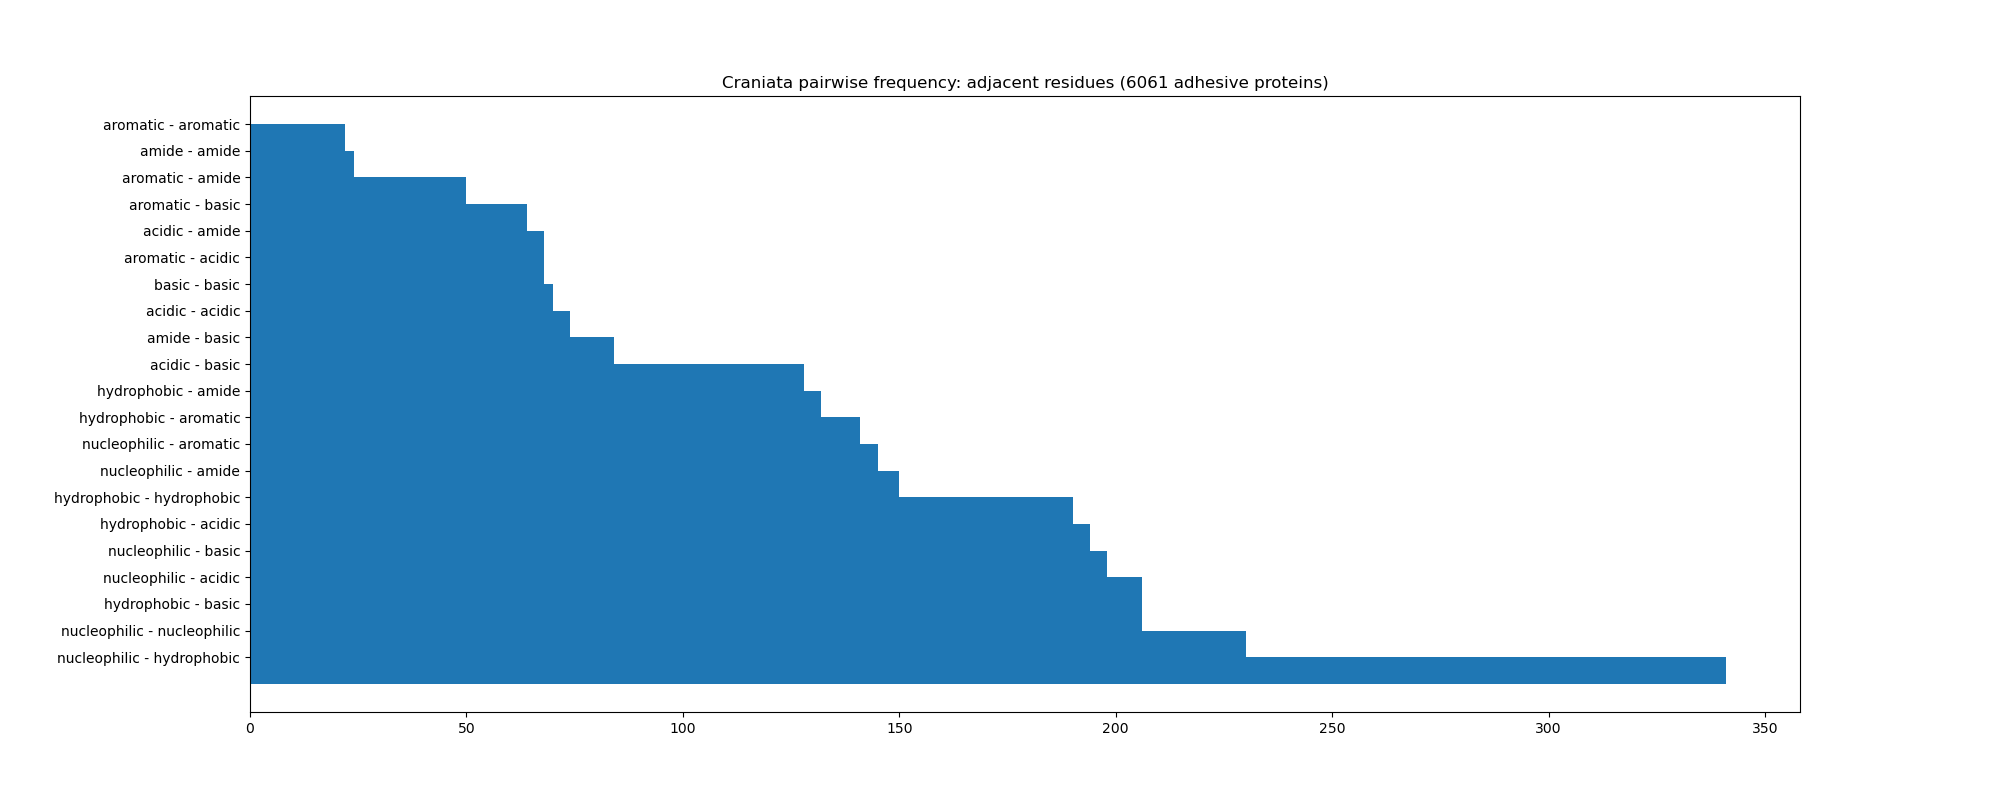 Craniata pairwise frequency: adjacent residues (6061 adhesive proteins)
aromatic - aromatic
amide - amide
aromatic - amide
aromatic - basic
acidic - amide
aromatic - acidic
basic - basic
acidic - acidic
amide - basic
acidic - basic
hydrophobic - amide
hydrophobic - aromatic
nucleophilic - aromatic
nucleophilic - amide
hydrophobic - hydrophobic
hydrophobic - acidic
nucleophilic - basic
nucleophilic - acidic
hydrophobic - basic
nucleophilic - nucleophilic
nucleophilic - hydrophobic
0 50 100 150 200 250 300 350